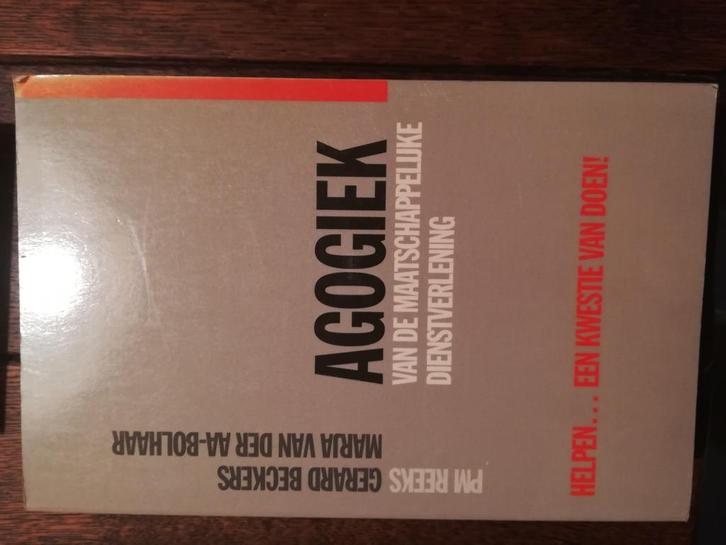 AGOGIEK
VAN DE MAATSCHAPPELIJKE
DIENSTVERLENING
HELPEN... EEN KWESTIE VAN DOEN!
PM REEKS
GERARD BECKERS
MARJA VAN DER AA-BOLHAAR